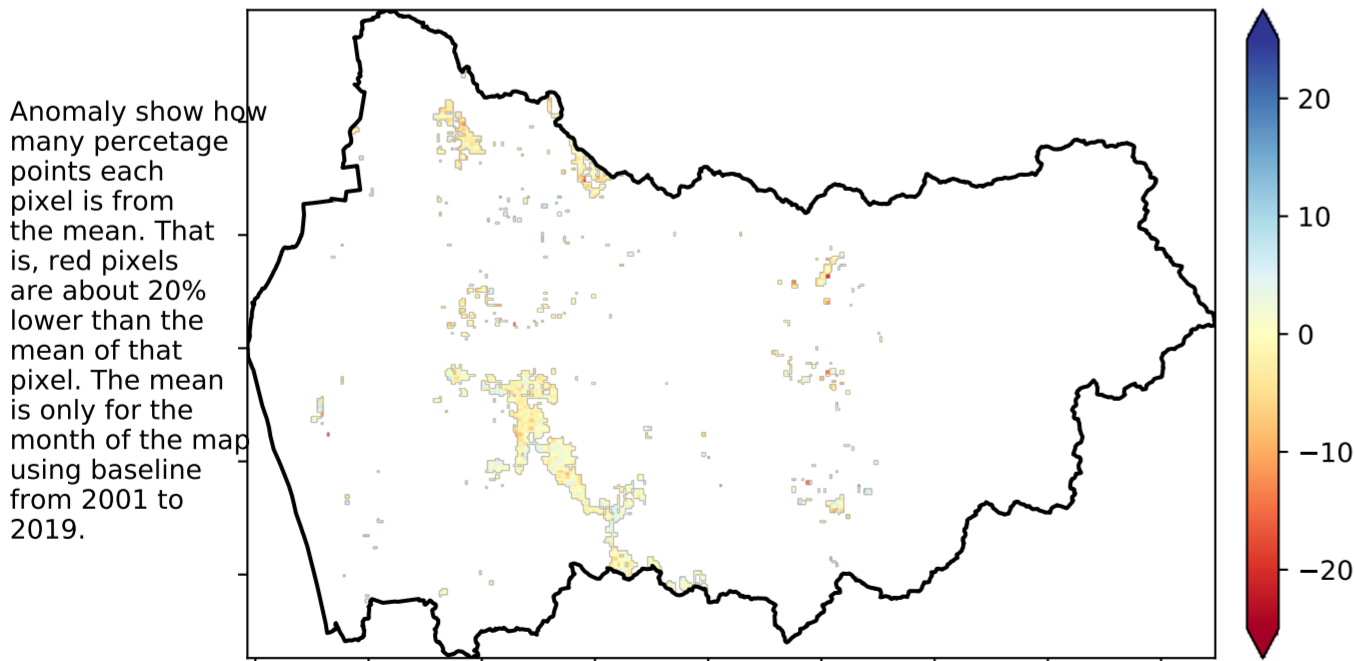 Anomaly show how
many percetage
points each
pixel is from
the mean. That
is, red pixels
are about 20%
lower than the
mean of that
pixel. The mean
is only for the
month of the map
using baseline
from 2001 to
2019.
20
10
0
−10
−20